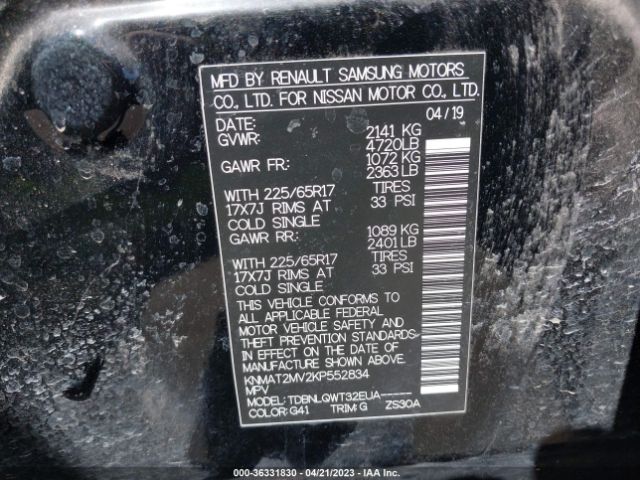 MFD BY RENAULT SAMSUNG MOTORS
CO., LTD. FOR NISSAN MOTOR CO., LTD.
DATE: 04/19
GVWR: 2141 KG
4720LB
GAWR FR: 1072 KG
2363 LB
WITH 225/65R17 TIRES
17X7J RIMS AT 33 PSI
COLD SINGLE
GAWR RR: 1089 KG
2401 LB
WITH 225/65R17 TIRES
17X7J RIMS AT 33 PSI
COLD SINGLE
THIS VEHICLE CONFORMS TO
ALL APPLICABLE FEDERAL
MOTOR VEHICLE SAFETY AND
THEFT PREVENTION STANDARDS
IN EFFECT ON THE DATE OF
MANUFACTURE SHOWN ABOVE.
KNMAT2MV2KP552834
MPV
MODEL: TDBNLQWT32EUA-----
COLOR: G41 TRIM: G ZS30A
000-36331830 - 04/21/2023 - IAA Inc.